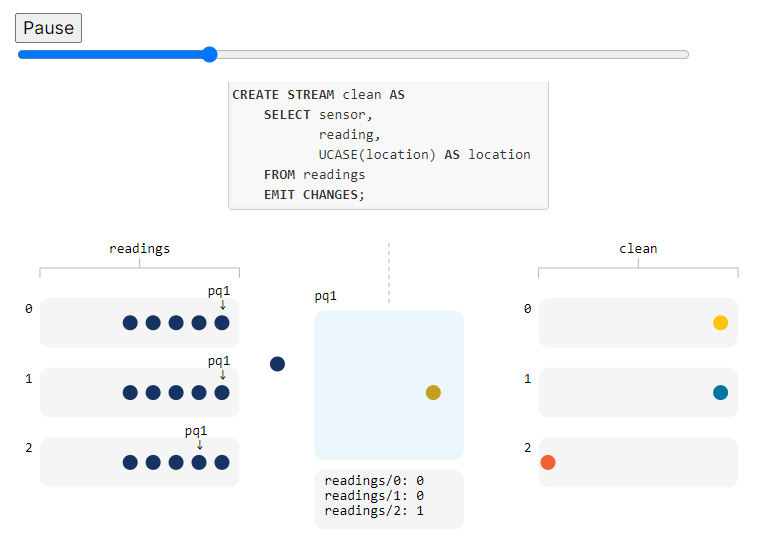 Pause
CREATE STREAM clean AS
SELECT sensor,
reading,
UCASE(location) AS location
FROM readings
EMIT CHANGES;
readings
clean
pq1
pq1
0
0
pq1
1
1
pq1
2
2
readings/0: 0
readings/1: 0
readings/2: 1